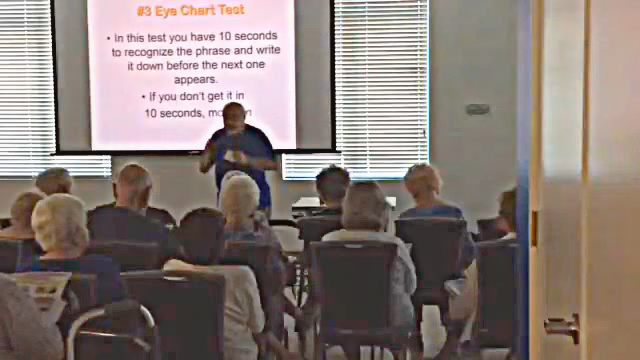 #3 Eye Chart Test
• In this test you have 10 seconds
to recognize the phrase and write
it down before the next one
appears.
• If you don't get it in
10 seconds,